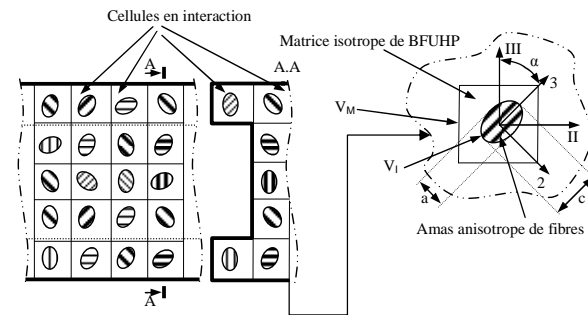 Cellules en interaction
A
A.A
A
Matrice isotrope de BFUHP
III
α
3
V_M
II
V_I
2
a
c
Amas anisotrope de fibres